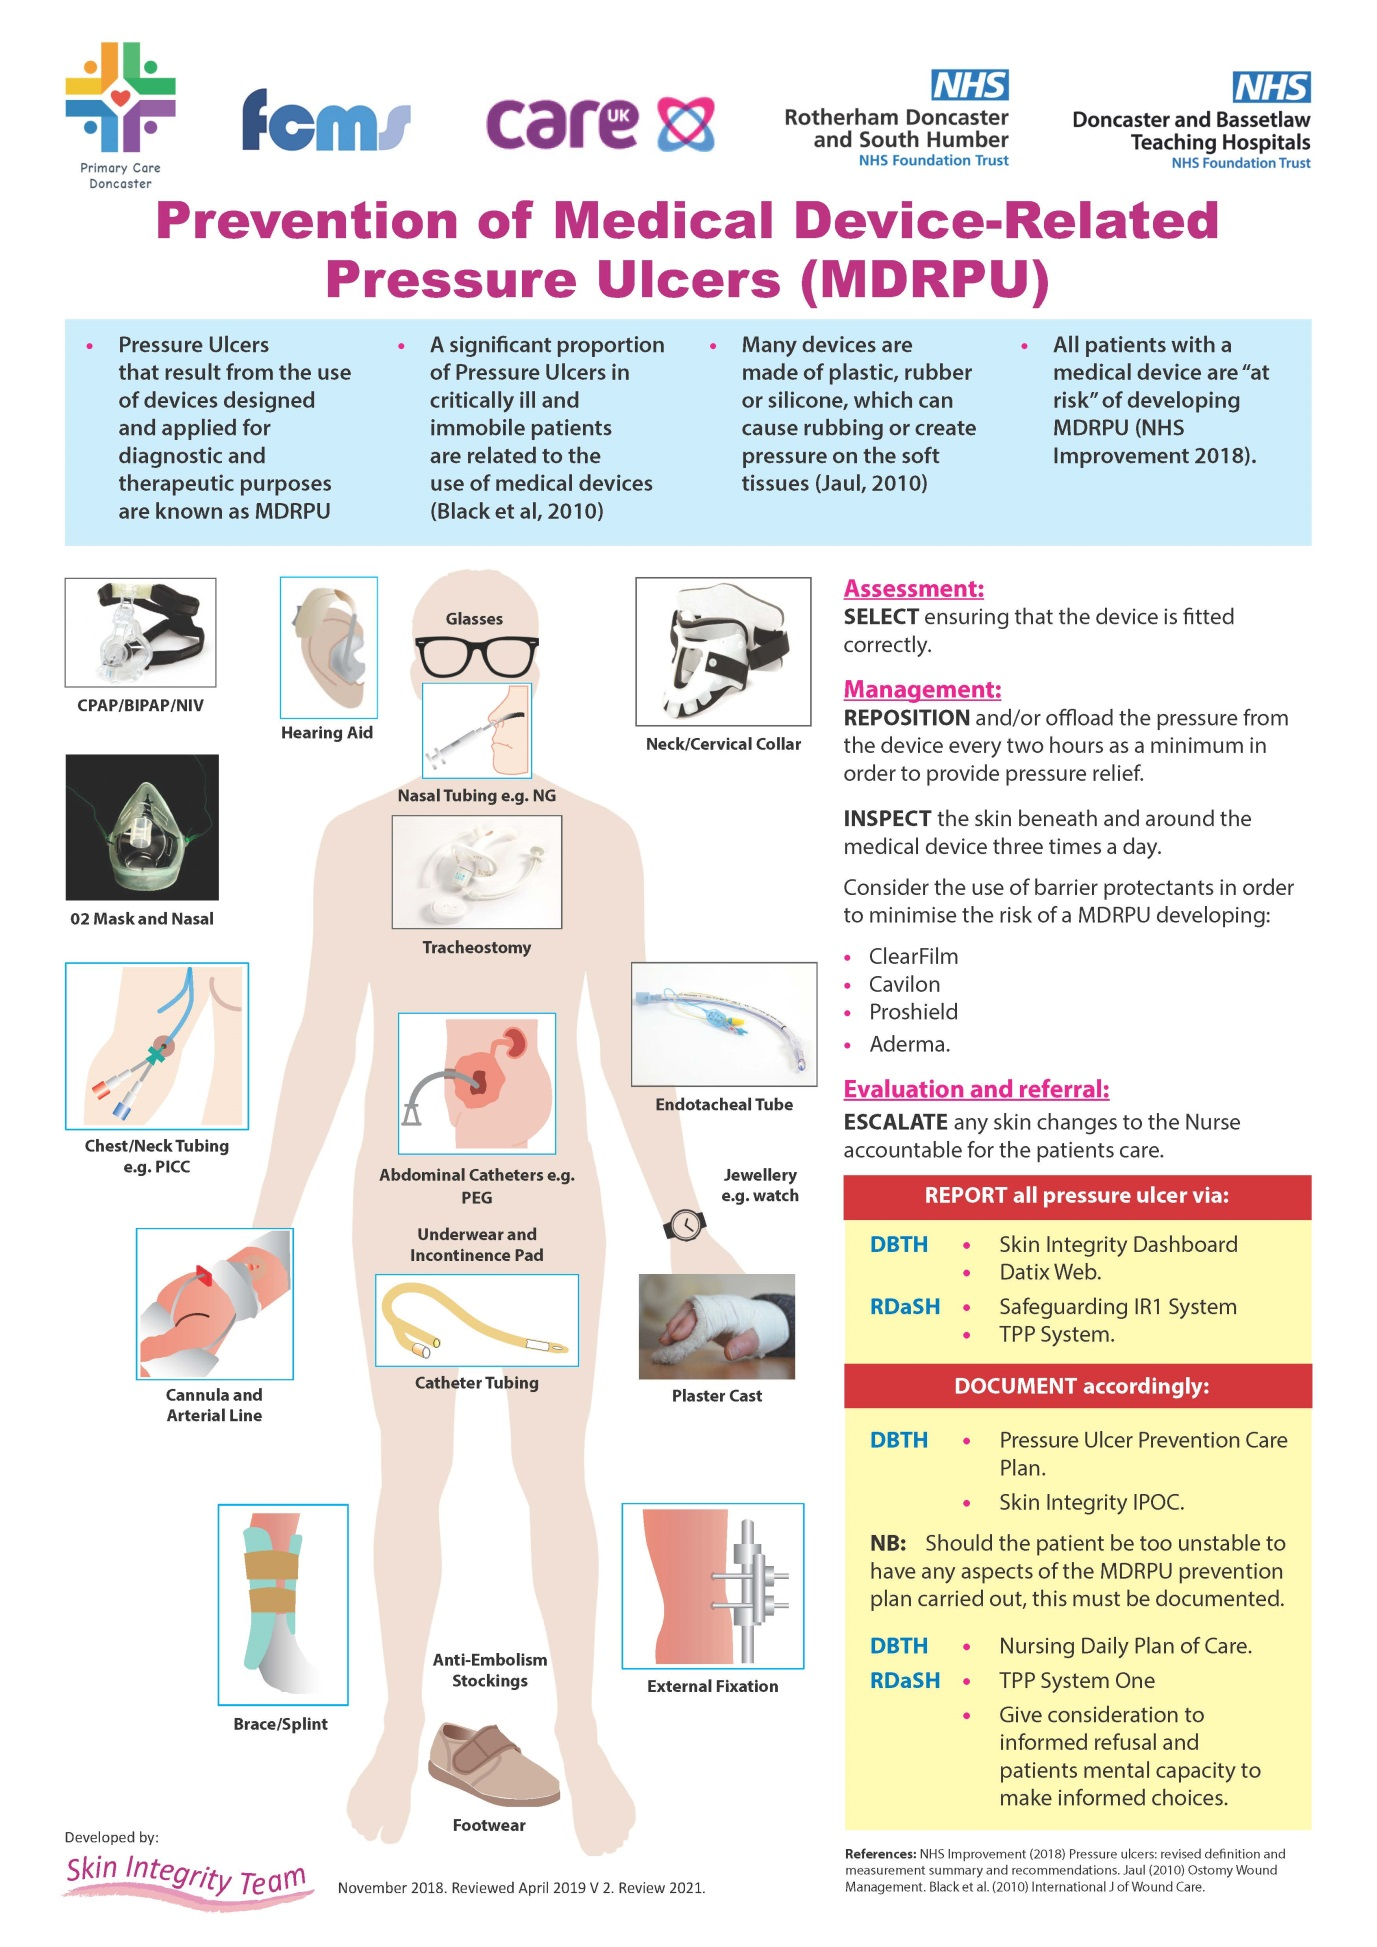 Primary Care
Doncaster
fcms
care UK
NHS
Rotherham Doncaster
and South Humber
NHS Foundation Trust
NHS
Doncaster and Bassetlaw
Teaching Hospitals
NHS Foundation Trust
Prevention of Medical Device-Related
Pressure Ulcers (MDRPU)
• Pressure Ulcers
that result from the use
of devices designed
and applied for
diagnostic and
therapeutic purposes
are known as MDRPU
• A significant proportion
of Pressure Ulcers in
critically ill and
immobile patients
are related to the
use of medical devices
(Black et al, 2010)
• Many devices are
made of plastic, rubber
or silicone, which can
cause rubbing or create
pressure on the soft
tissues (Jaul, 2010)
• All patients with a
medical device are “at
risk” of developing
MDRPU (NHS
Improvement 2018).
CPAP/BIPAP/NIV
Hearing Aid
Glasses
Neck/Cervical Collar
Nasal Tubing e.g. NG
02 Mask and Nasal
Tracheostomy
Chest/Neck Tubing
e.g. PICC
Endotacheal Tube
Abdominal Catheters e.g.
PEG
Jewellery
e.g. watch
Underwear and
Incontinence Pad
Cannula and
Arterial Line
Catheter Tubing
Plaster Cast
Brace/Splint
Anti-Embolism
Stockings
External Fixation
Footwear
Assessment:
SELECT ensuring that the device is fitted
correctly.
Management:
REPOSITION and/or offload the pressure from
the device every two hours as a minimum in
order to provide pressure relief.
INSPECT the skin beneath and around the
medical device three times a day.
Consider the use of barrier protectants in order
to minimise the risk of a MDRPU developing:
• ClearFilm
• Cavilon
• Proshield
• Aderma.
Evaluation and referral:
ESCALATE any skin changes to the Nurse
accountable for the patients care.
REPORT all pressure ulcer via:
DBTH • Skin Integrity Dashboard
• Datix Web.
RDaSH • Safeguarding IR1 System
• TPP System.
DOCUMENT accordingly:
DBTH • Pressure Ulcer Prevention Care
Plan.
• Skin Integrity IPOC.
NB: Should the patient be too unstable to
have any aspects of the MDRPU prevention
plan carried out, this must be documented.
DBTH • Nursing Daily Plan of Care.
RDaSH • TPP System One
• Give consideration to
informed refusal and
patients mental capacity to
make informed choices.
Developed by:
Skin Integrity Team
November 2018. Reviewed April 2019 V 2. Review 2021.
References: NHS Improvement (2018) Pressure ulcers: revised definition and
measurement summary and recommendations. Jaul (2010) Ostomy Wound
Management. Black et al. (2010) International J of Wound Care.